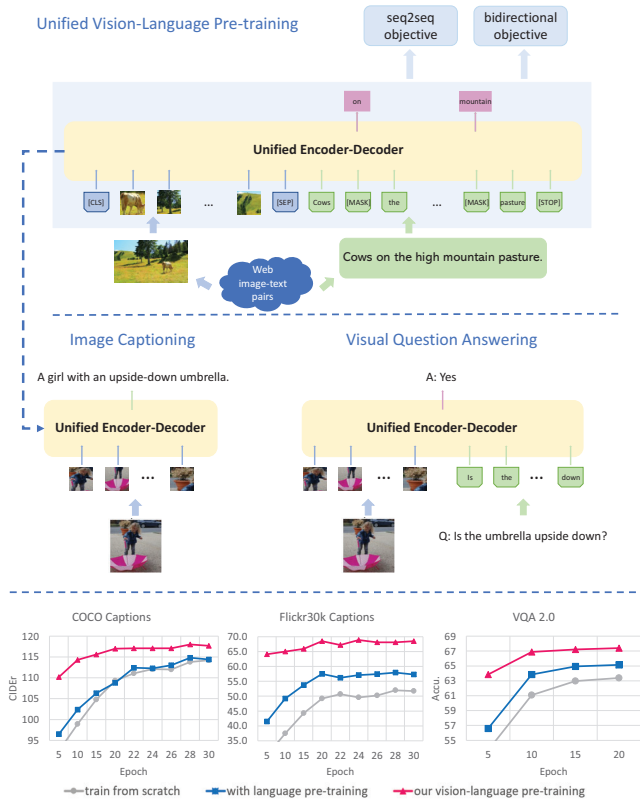 Unified Vision-Language Pre-training
seq2seq
objective
bidirectional
objective
on
mountain
Unified Encoder-Decoder
[CLS]
...
[SEP]
Cows
[MASK]
the
...
[MASK]
pasture
[STOP]
Web
image-text
pairs
Cows on the high mountain pasture.
Image Captioning
Visual Question Answering
A girl with an upside-down umbrella.
A: Yes
Unified Encoder-Decoder
Unified Encoder-Decoder
...
...
Is
the
...
down
Q: Is the umbrella upside down?
COCO Captions
CIDEr
120
115
110
105
100
95
5 10 15 20 22 24 26 28 30
Epoch
Flickr30k Captions
70.0
65.0
60.0
55.0
50.0
45.0
40.0
35.0
5 10 15 20 22 24 26 28 30
Epoch
VQA 2.0
Accu.
69
67
65
63
61
59
57
55
5 10 15 20
Epoch
train from scratch
with language pre-training
our vision-language pre-training